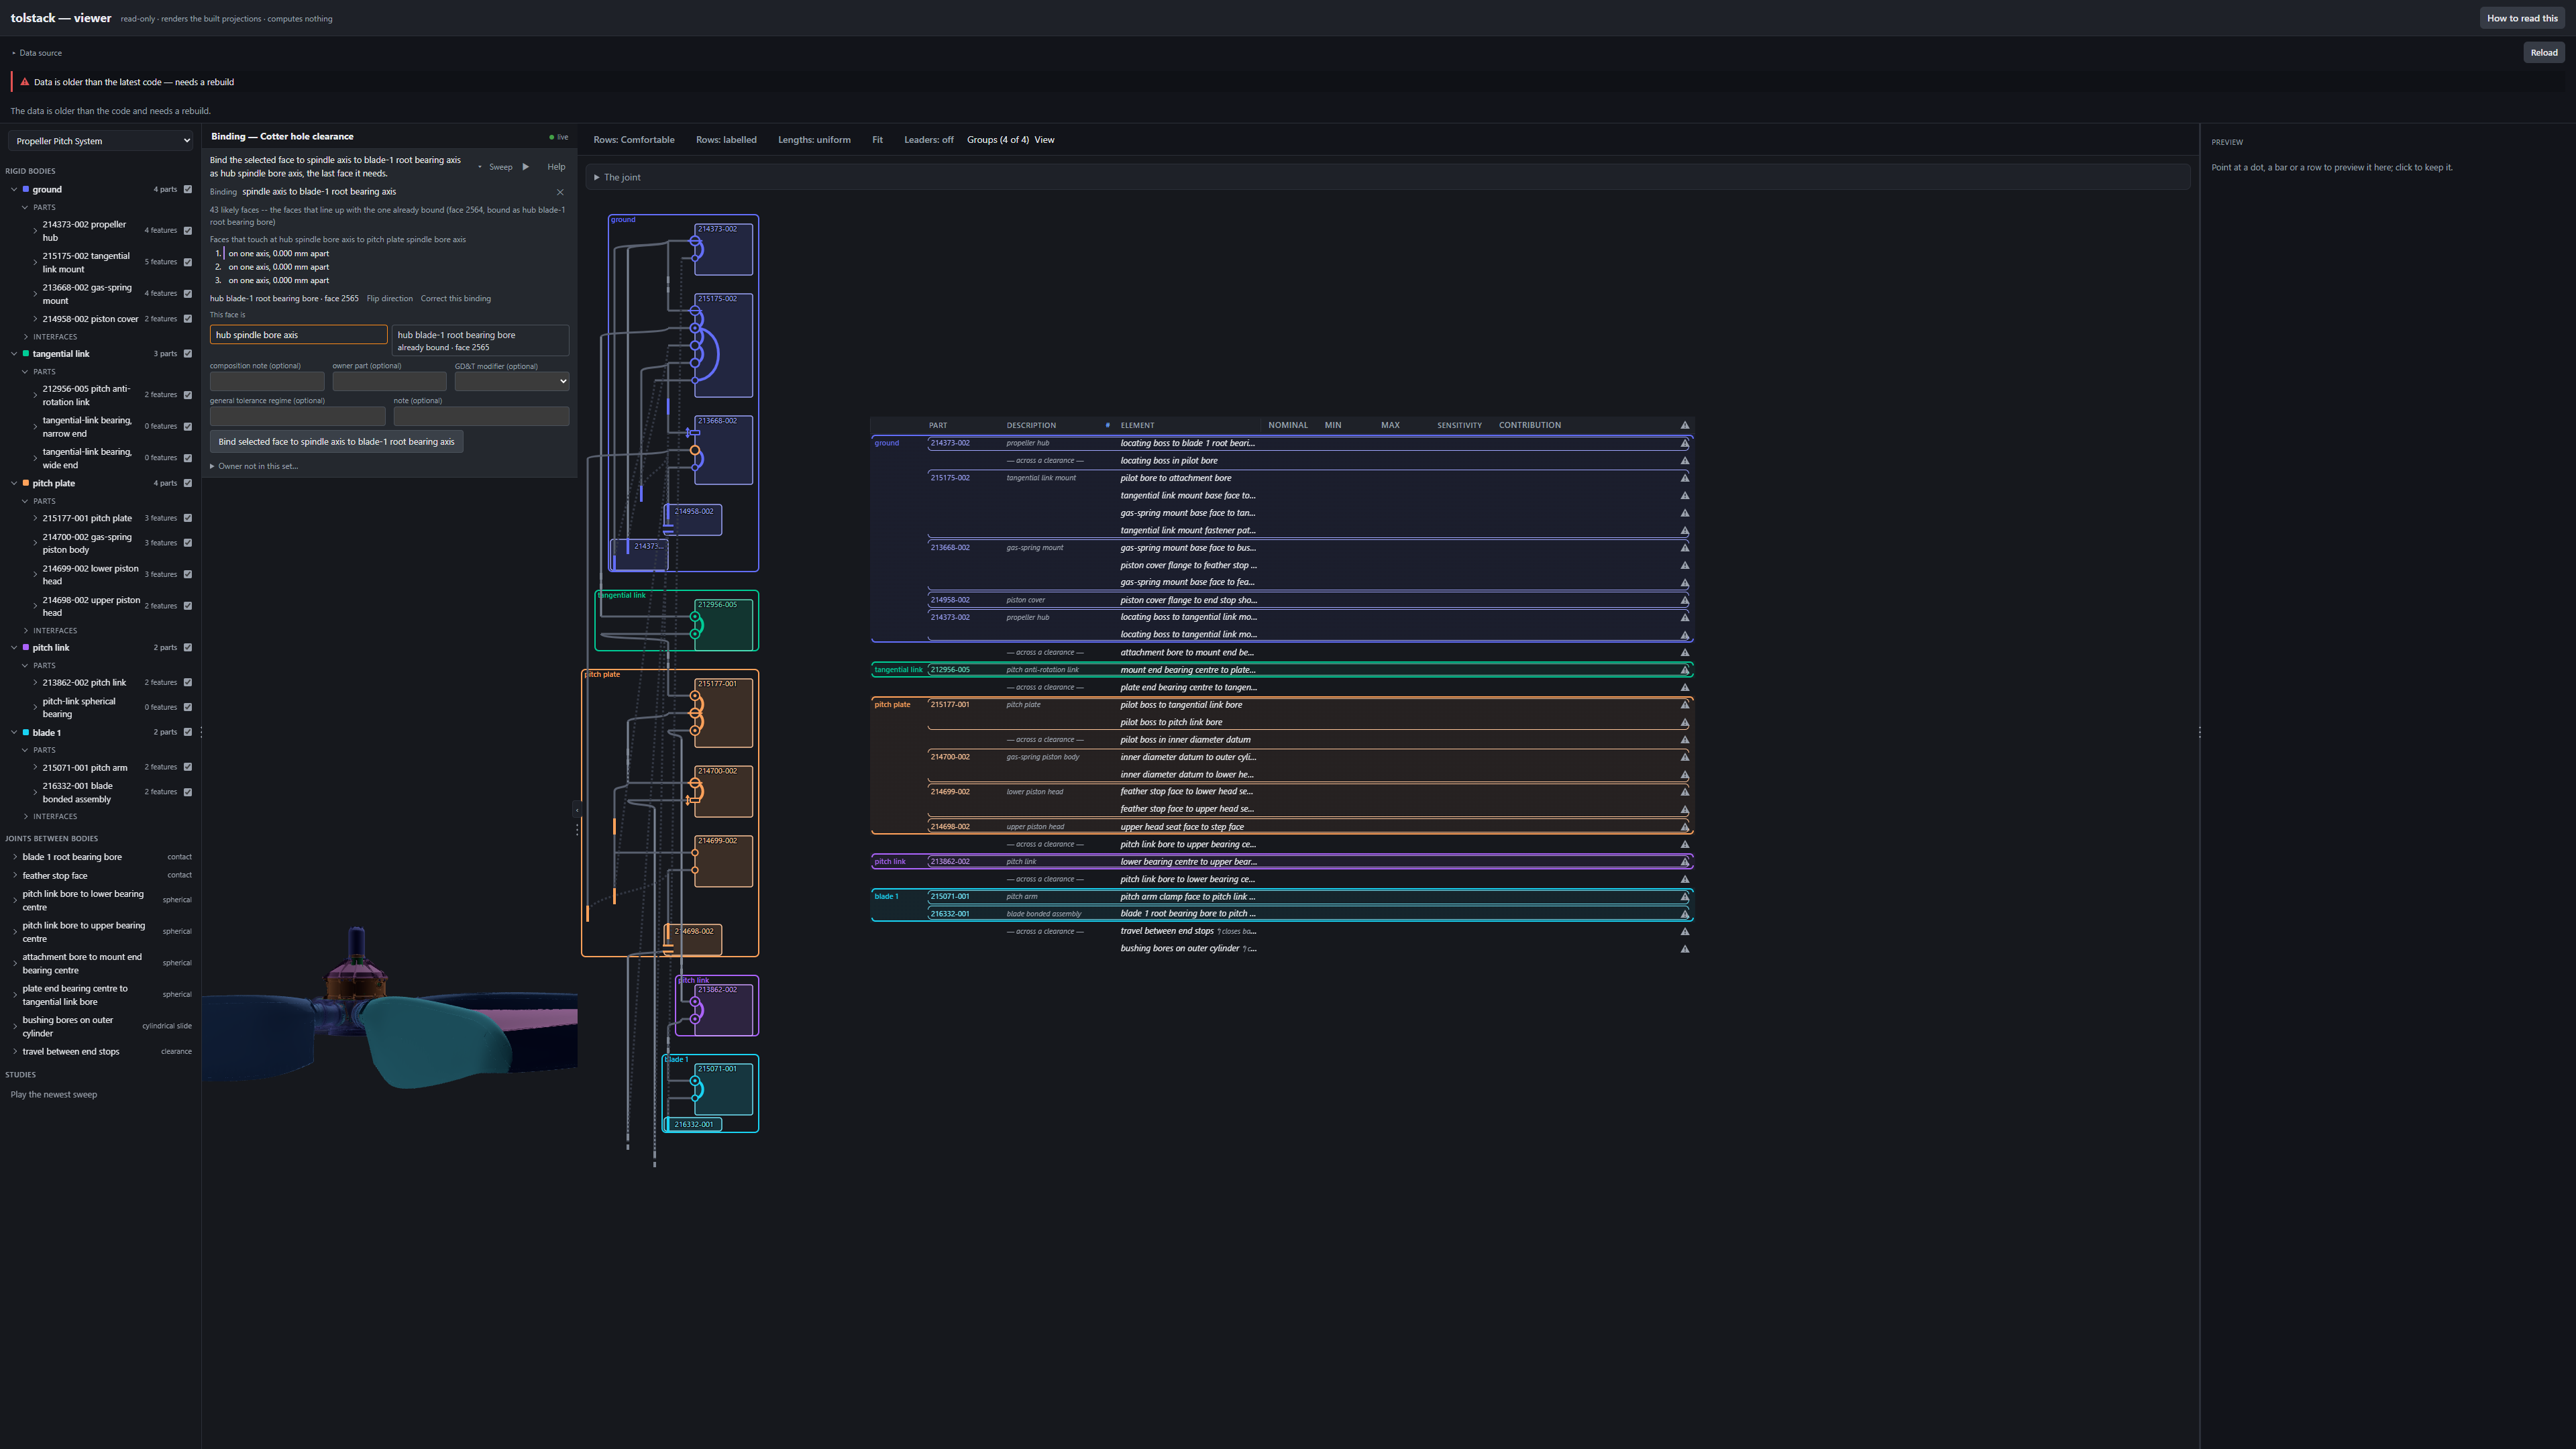 tolstack — viewer
read-only · renders the built projections · computes nothing
How to read this
Data source
Reload
Data is older than the latest code — needs a rebuild
The data is older than the code and needs a rebuild.
Propeller Pitch System
RIGID BODIES
ground 4 parts
PARTS
214373-002 propeller hub 4 features
215175-002 tangential link mount 5 features
213668-002 gas-spring mount 4 features
214958-002 piston cover 2 features
INTERFACES
tangential link 3 parts
PARTS
212956-005 pitch anti-rotation link 2 features
tangential-link bearing, narrow end 0 features
tangential-link bearing, wide end 0 features
pitch plate 4 parts
PARTS
215177-001 pitch plate 3 features
214700-002 gas-spring piston body 3 features
214699-002 lower piston head 3 features
214698-002 upper piston head 2 features
INTERFACES
pitch link 2 parts
PARTS
213862-002 pitch link 2 features
pitch-link spherical bearing 0 features
blade 1 2 parts
PARTS
215071-001 pitch arm 2 features
216332-001 blade bonded assembly 2 features
INTERFACES
JOINTS BETWEEN BODIES
blade 1 root bearing bore contact
feather stop face contact
pitch link bore to lower bearing centre spherical
pitch link bore to upper bearing centre spherical
attachment bore to mount end bearing centre spherical
plate end bearing centre to tangential link bore spherical
bushing bores on outer cylinder cylindrical slide
travel between end stops clearance
STUDIES
Play the newest sweep
Binding — Cotter hole clearance
live
Bind the selected face to spindle axis to blade-1 root bearing axis
as hub spindle bore axis, the last face it needs.
Sweep
Help
Binding spindle axis to blade-1 root bearing axis
43 likely faces -- the faces that line up with the one already bound (face 2564, bound as hub blade-1
root bearing bore)
Faces that touch at hub spindle bore axis to pitch plate spindle bore axis
1. on one axis, 0.000 mm apart
2. on one axis, 0.000 mm apart
3. on one axis, 0.000 mm apart
hub blade-1 root bearing bore · face 2565 Flip direction Correct this binding
This face is
hub spindle bore axis
hub blade-1 root bearing bore
already bound · face 2565
composition note (optional) owner part (optional) GD&T modifier (optional)
general tolerance regime (optional) note (optional)
Bind selected face to spindle axis to blade-1 root bearing axis
Owner not in this set...
Rows: Comfortable Rows: labelled Lengths: uniform Fit Leaders: off Groups (4 of 4) View
The joint
ground
214373-002
215175-002
213668-002
214958-002
214373...
tangential link
212956-005
pitch plate
215177-001
214700-002
214699-002
214698-002
pitch link
213862-002
blade 1
215071-001
216332-001
PART DESCRIPTION # ELEMENT NOMINAL MIN MAX SENSITIVITY CONTRIBUTION
ground 214373-002 propeller hub locating boss to blade 1 root beari...
— across a clearance — locating boss in pilot bore
215175-002 tangential link mount pilot bore to attachment bore
tangential link mount base face to...
gas-spring mount base face to tan...
tangential link mount fastener pat...
213668-002 gas-spring mount gas-spring mount base face to bus...
piston cover flange to feather stop ...
gas-spring mount base face to fea...
214958-002 piston cover piston cover flange to end stop sho...
214373-002 propeller hub locating boss to tangential link mo...
locating boss to tangential link mo...
— across a clearance — attachment bore to mount end be...
tangential link 212956-005 pitch anti-rotation link mount end bearing centre to plate...
— across a clearance — plate end bearing centre to tangen...
pitch plate 215177-001 pitch plate pilot boss to tangential link bore
pilot boss to pitch link bore
— across a clearance — pilot boss in inner diameter datum
214700-002 gas-spring piston body inner diameter datum to outer cyli...
inner diameter datum to lower he...
214699-002 lower piston head feather stop face to lower head se...
feather stop face to upper head se...
214698-002 upper piston head upper head seat face to step face
— across a clearance — pitch link bore to upper bearing ce...
pitch link 213862-002 pitch link lower bearing centre to upper bear...
— across a clearance — pitch link bore to lower bearing ce...
blade 1 215071-001 pitch arm pitch arm clamp face to pitch link ...
216332-001 blade bonded assembly blade 1 root bearing bore to pitch ...
— across a clearance — travel between end stops closes ba...
bushing bores on outer cylinder c...
PREVIEW
Point at a dot, a bar or a row to preview it here; click to keep it.